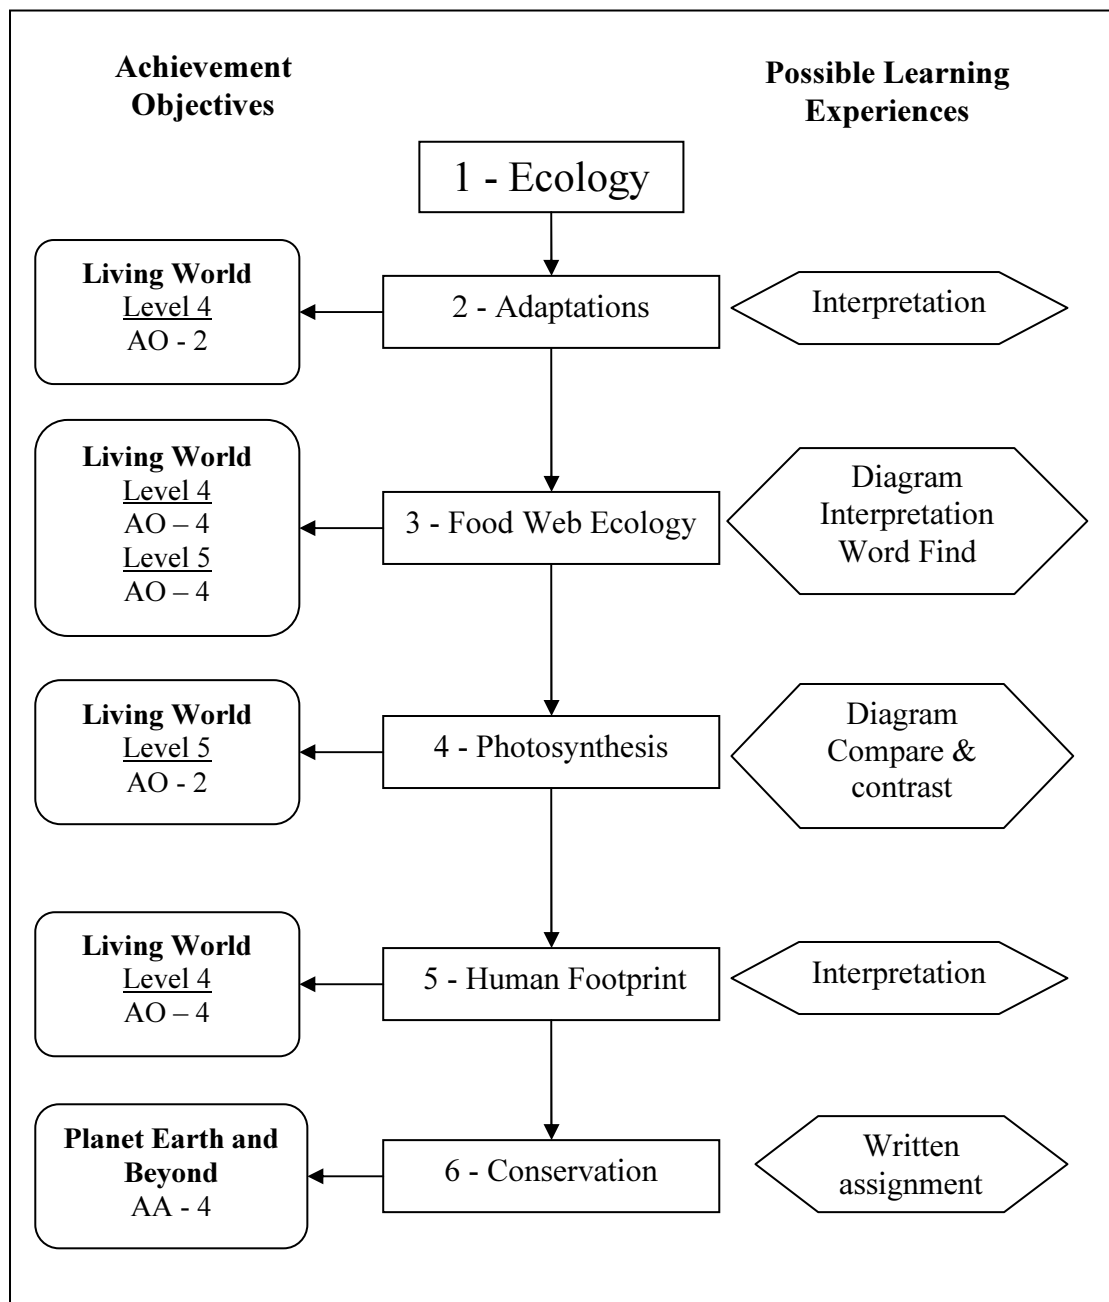 Achievement
Objectives
Possible Learning
Experiences
1 - Ecology
Living World
Level 4
AO - 2
2 - Adaptations
Interpretation
Living World
Level 4
AO – 4
Level 5
AO – 4
3 - Food Web Ecology
Diagram
Interpretation
Word Find
Living World
Level 5
AO - 2
4 - Photosynthesis
Diagram
Compare &
contrast
Living World
Level 4
AO – 4
5 - Human Footprint
Interpretation
Planet Earth and
Beyond
AA - 4
6 - Conservation
Written
assignment